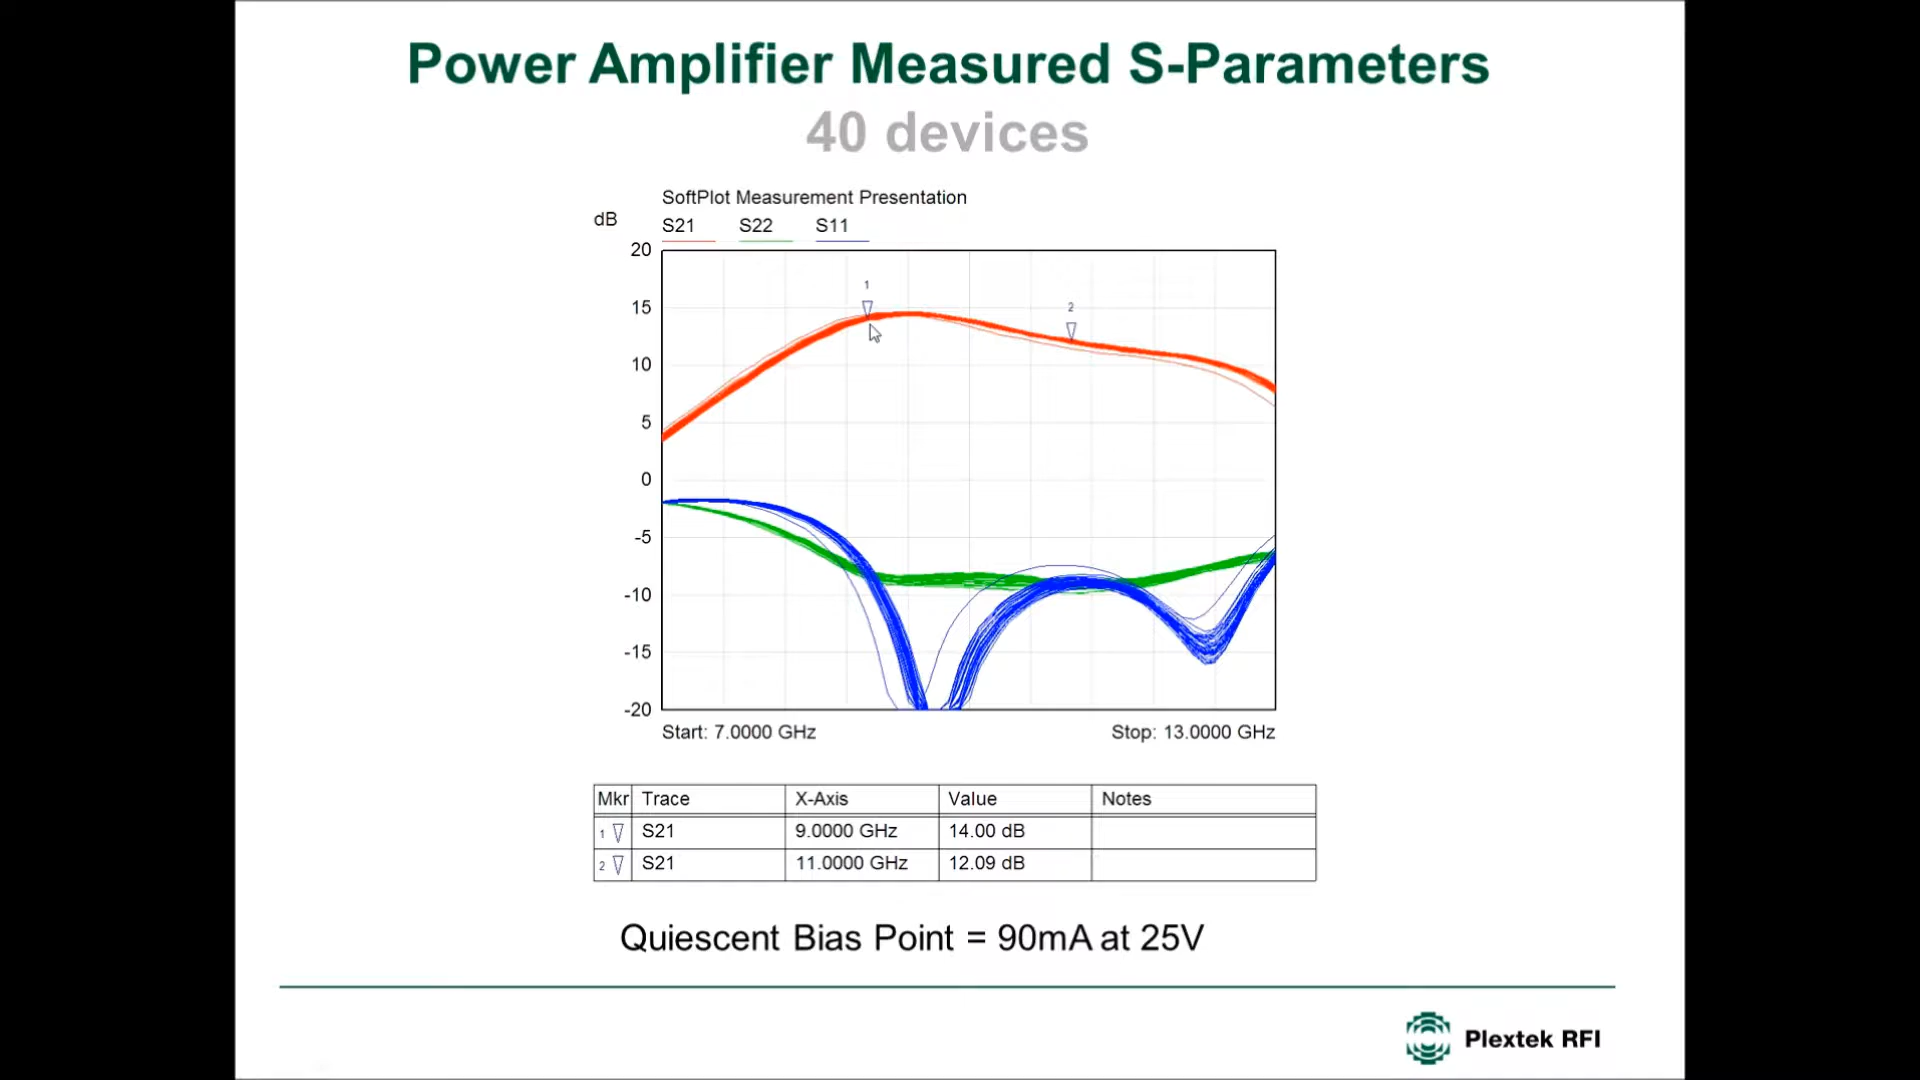 Power Amplifier Measured S-Parameters
40 devices
SoftPlot Measurement Presentation
dB
S21 S22 S11
20
15
10
5
0
-5
-10
-15
-20
1
2
Start: 7.0000 GHz Stop: 13.0000 GHz
Mkr Trace X-Axis Value Notes
1 S21 9.0000 GHz 14.00 dB
2 S21 11.0000 GHz 12.09 dB
Quiescent Bias Point = 90mA at 25V
Plextek RFI